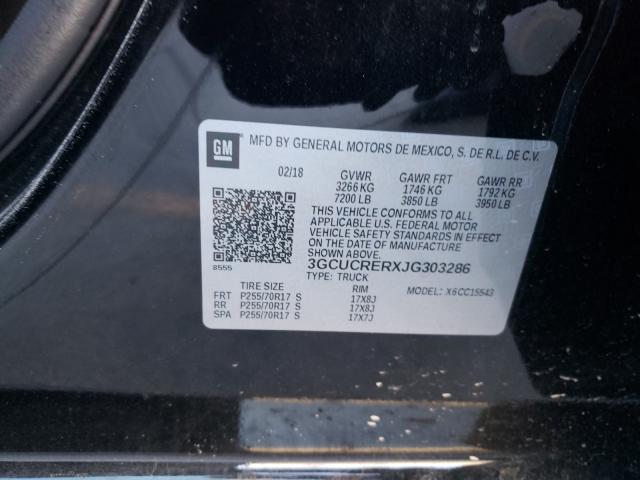 GM
MFD BY GENERAL MOTORS DE MEXICO, S. DE R.L. DE C.V.
02/18 GVWR GAWR FRT GAWR RR
3266 KG 1746 KG 1792 KG
7200 LB 3850 LB 3950 LB
THIS VEHICLE CONFORMS TO ALL
APPLICABLE U.S. FEDERAL MOTOR
VEHICLE SAFETY STANDARDS IN EFFECT
ON THE DATE OF MANUFACTURE
SHOWN ABOVE.
8555
3GCUCRERXJG303286
TYPE: TRUCK
MODEL: X6CC15543
TIRE SIZE RIM
FRT P255/70R17 S 17X8J
RR P255/70R17 S 17X8J
SPA P255/70R17 S 17X7J